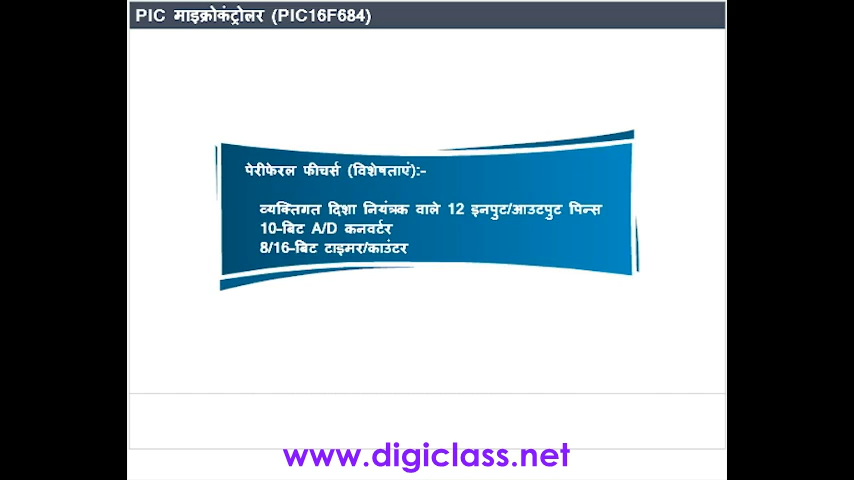 PIC माइक्रोकंट्रोलर (PIC16F684)
पेरीफेरल फीचर्स (विशेषताएं):-
व्यक्तिगत दिशा नियंत्रक वाले 12 इनपुट/आउटपुट पिन्स
10-बिट A/D कनवर्टर
8/16-बिट टाइमर/काउंटर
www.digiclass.net